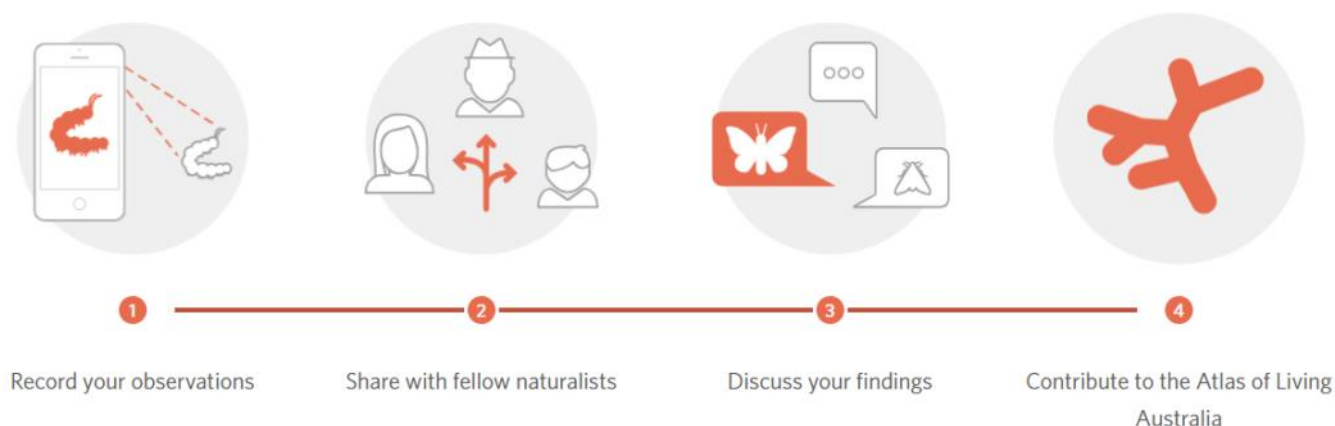 1
2
3
4
Record your observations
Share with fellow naturalists
Discuss your findings
Contribute to the Atlas of Living
Australia